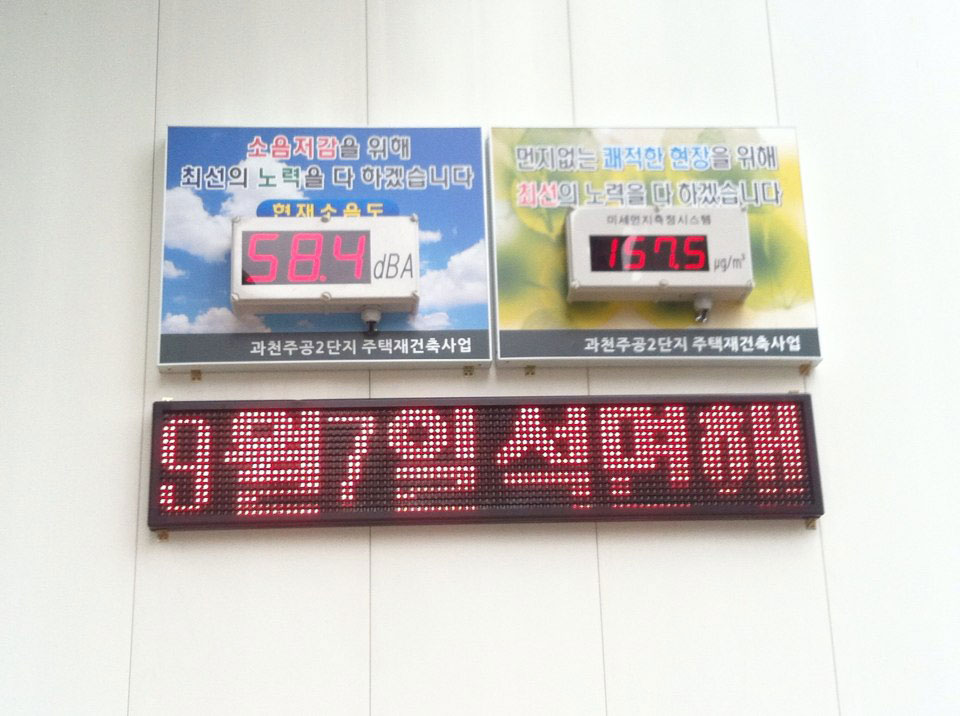 소음저감을 위해
최선의 노력을 다 하겠습니다
현재소음도
58.4 dBA
과천주공2단지 주택재건축사업
먼지없는 쾌적한 현장을 위해
최선의 노력을 다 하겠습니다
미세먼지측정시스템
157.5 µg/m³
과천주공2단지 주택재건축사업
9월7일 석면해